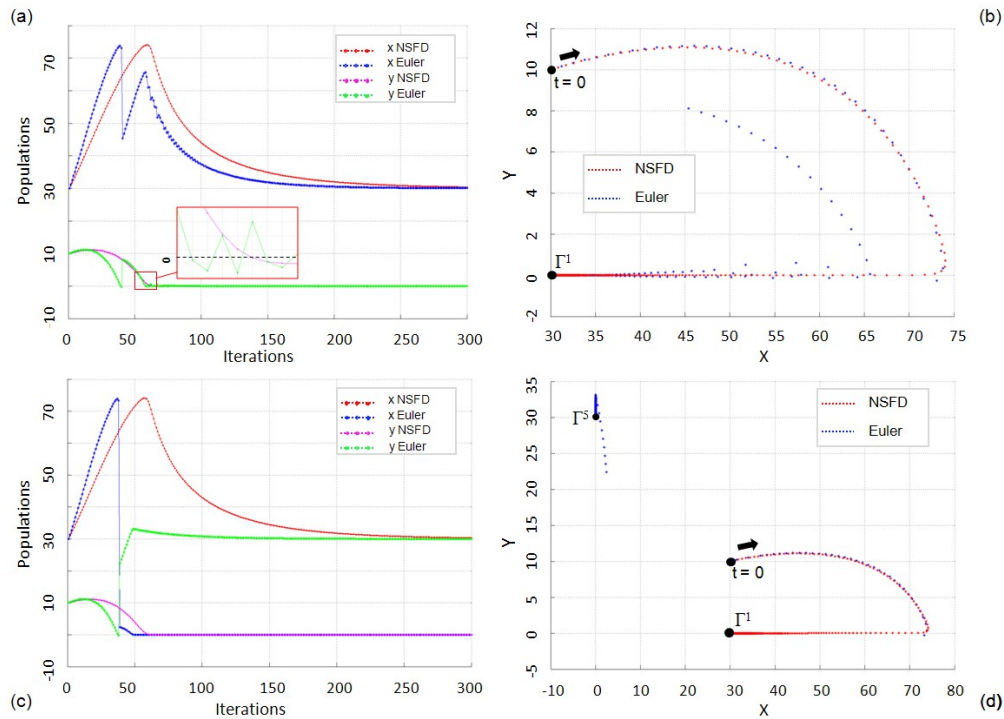 (a)
Populations
70
50
30
10
-10
x NSFD
x Euler
y NSFD
y Euler
0
0 50 100 150 200 250 300
Iterations
(b)
Y
12
10
8
6
4
2
0
-2
t = 0
NSFD
Euler
Γ1
30 35 40 45 50 55 60 65 70 75
X
(c)
Populations
70
50
30
10
-10
x NSFD
x Euler
y NSFD
y Euler
0 50 100 150 200 250 300
Iterations
(d)
Y
35
30
25
20
15
10
5
0
-5
Γ5
NSFD
Euler
t = 0
Γ1
-10 0 10 20 30 40 50 60 70 80
X